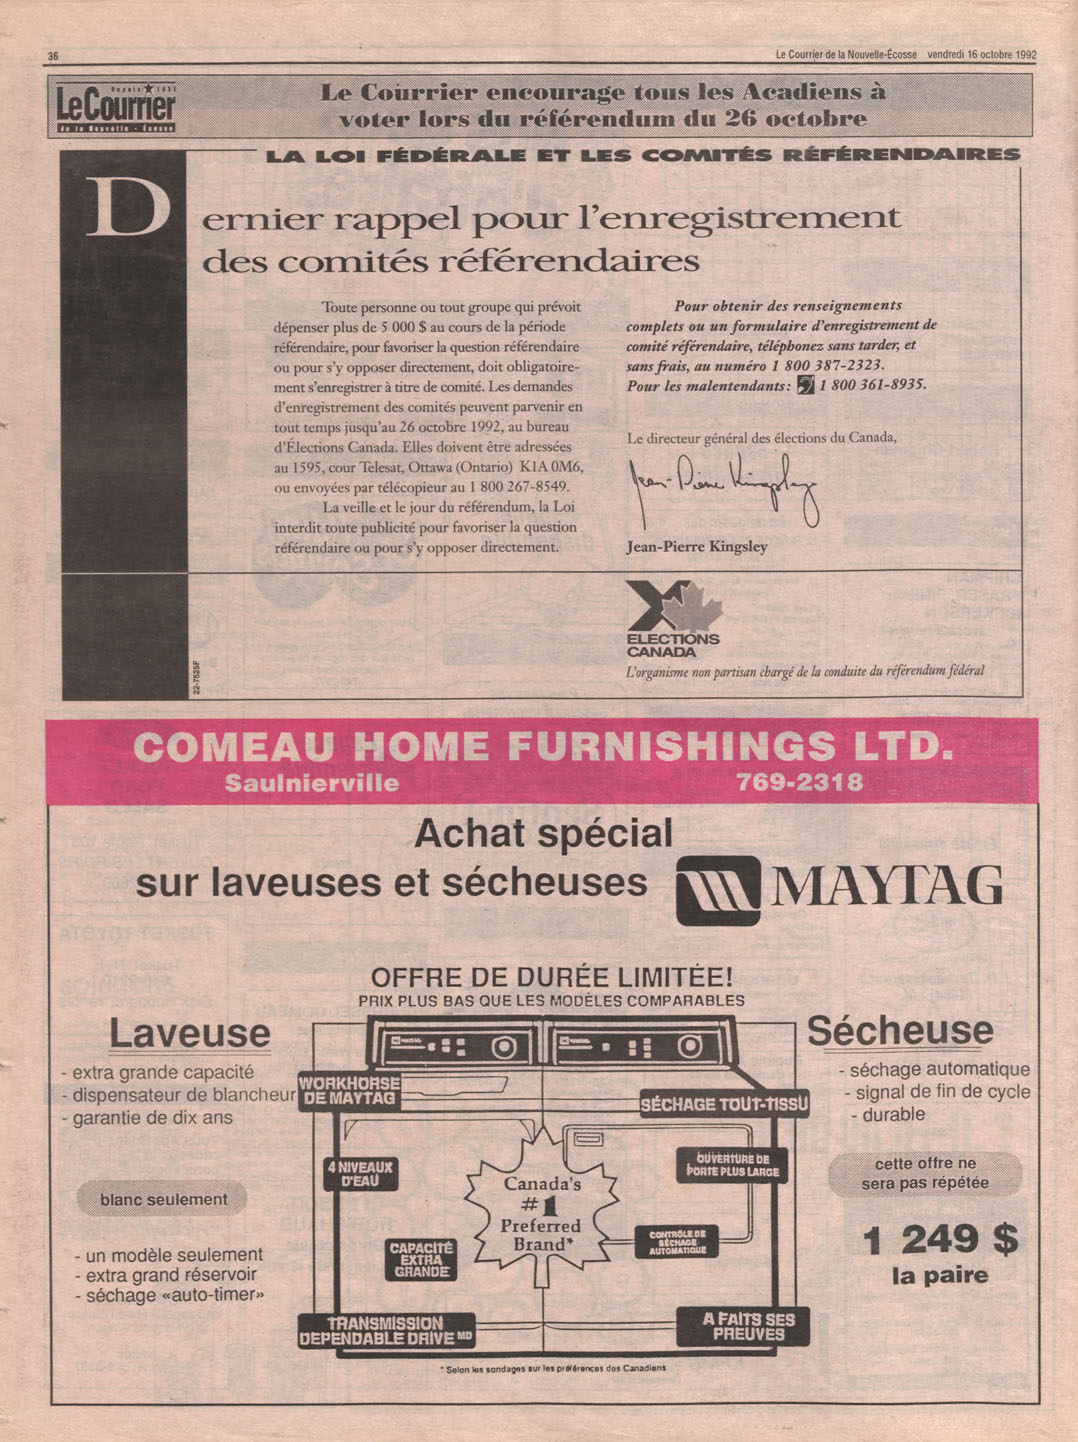 36
Le Courrier de la Nouvelle-Écosse vendredi 16 octobre 1992
Depuis 1937
Le Courrier
de la Nouvelle-Écosse
Le Courrier encourage tous les Acadiens à
voter lors du référendum du 26 octobre
LA LOI FÉDÉRALE ET LES COMITÉS RÉFÉRENDAIRES
Dernier rappel pour l'enregistrement
des comités référendaires
Toute personne ou tout groupe qui prévoit
dépenser plus de 5 000 $ au cours de la période
référendaire, pour favoriser la question référendaire
ou pour s'y opposer directement, doit obligatoire-
ment s'enregistrer à titre de comité. Les demandes
d'enregistrement des comités peuvent parvenir en
tout temps jusqu'au 26 octobre 1992, au bureau
d'Élections Canada. Elles doivent être adressées
au 1595, cour Telesat, Ottawa (Ontario) K1A 0M6,
ou envoyées par télécopieur au 1 800 267-8549.
La veille et le jour du référendum, la Loi
interdit toute publicité pour favoriser la question
référendaire ou pour s'y opposer directement.
Pour obtenir des renseignements
complets ou un formulaire d'enregistrement de
comité référendaire, téléphonez sans tarder, et
sans frais, au numéro 1 800 387-2323.
Pour les malentendants: 1 800 361-8935.
Le directeur général des élections du Canada,
Jean-Pierre Kingsley
Jean-Pierre Kingsley
ELECTIONS
CANADA
L'organisme non partisan chargé de la conduite du référendum fédéral
22-7525F
COMEAU HOME FURNISHINGS LTD.
Saulnierville 769-2318
Achat spécial
sur laveuses et sécheuses MAYTAG
OFFRE DE DURÉE LIMITÉE!
PRIX PLUS BAS QUE LES MODÈLES COMPARABLES
Laveuse
- extra grande capacité
- dispensateur de blancheur
- garantie de dix ans
blanc seulement
- un modèle seulement
- extra grand réservoir
- séchage «auto-timer»
MAYTAG
MAYTAG
WORKHORSE
DE MAYTAG
SÉCHAGE TOUT-TISSU
4 NIVEAUX
D'EAU
OUVERTURE DE
PORTE PLUS LARGE
Canada's
#1
Preferred
Brand*
CAPACITÉ
EXTRA
GRANDE
CONTRÔLE DE
SÉCHAGE
AUTOMATIQUE
TRANSMISSION
DEPENDABLE DRIVE MD
A FAITS SES
PREUVES
* Selon les sondages sur les préférences des Canadiens
Sécheuse
- séchage automatique
- signal de fin de cycle
- durable
cette offre ne
sera pas répétée
1 249 $
la paire